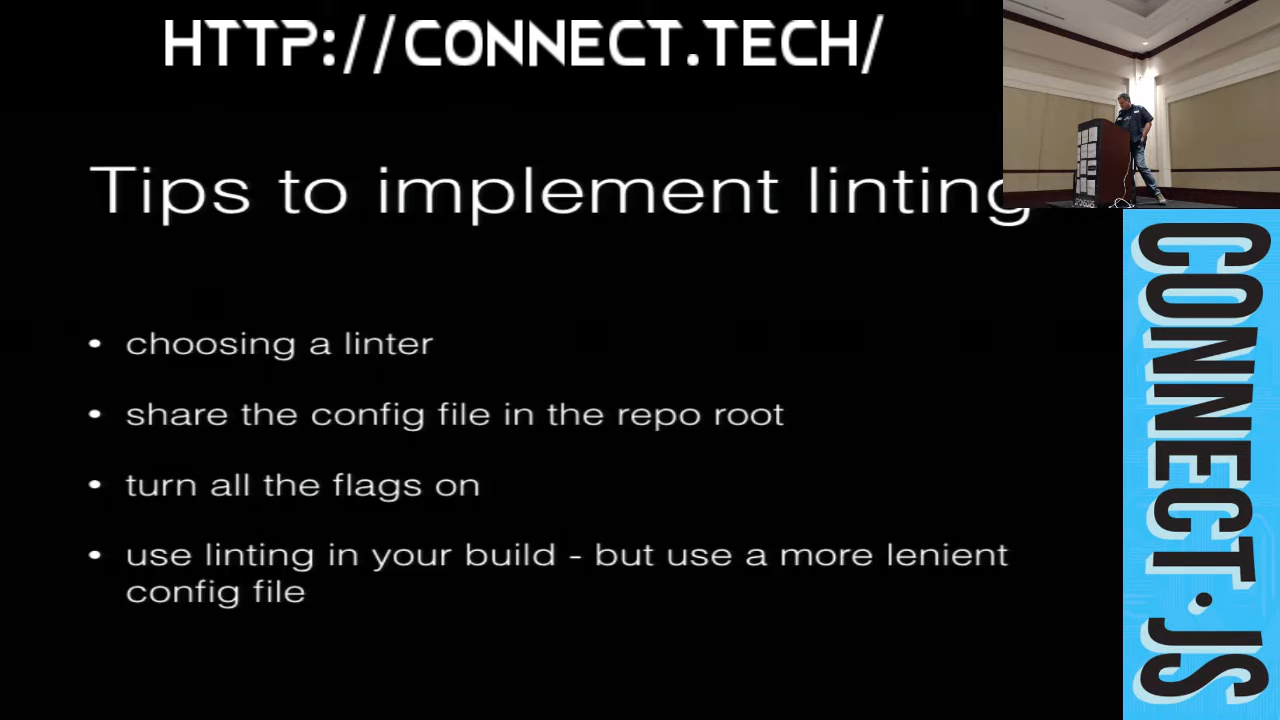 HTTP://CONNECT.TECH/
Tips to implement linting
• choosing a linter
• share the config file in the repo root
• turn all the flags on
• use linting in your build - but use a more lenient
config file
CONNECT.JS